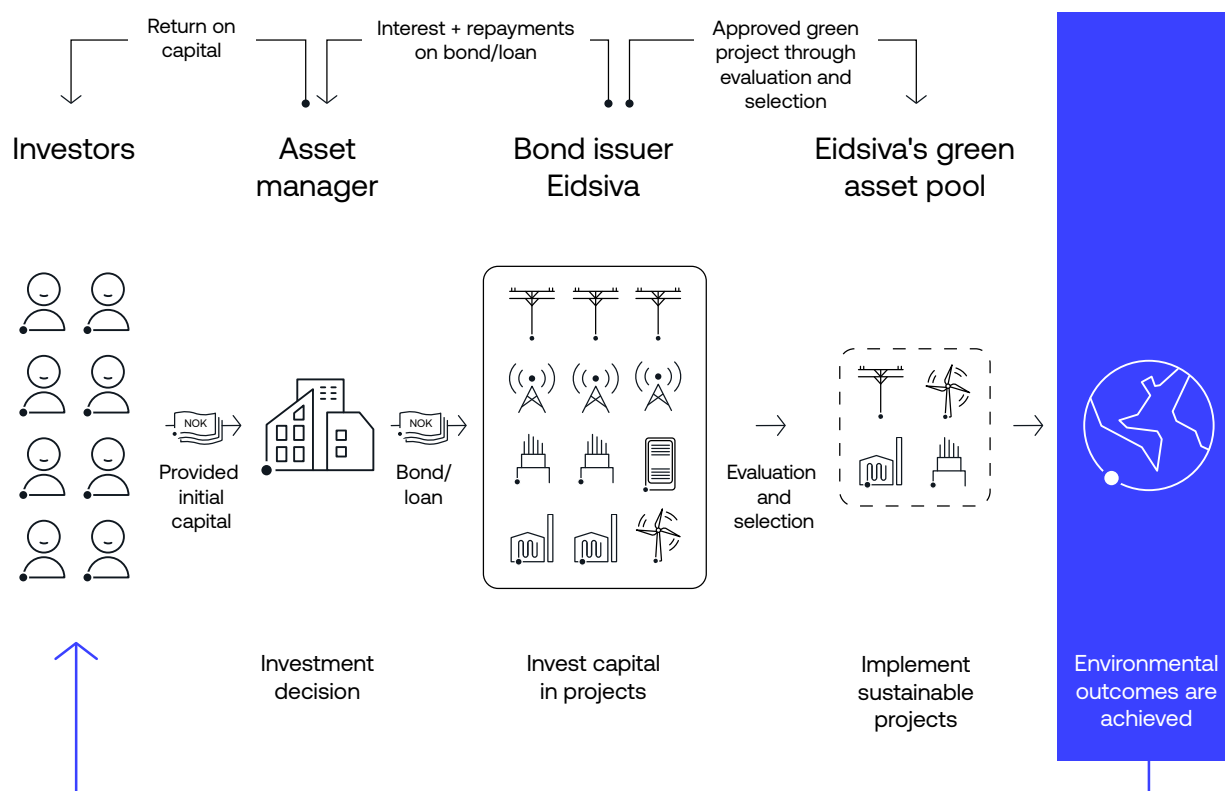 Return on
capital
Interest + repayments
on bond/loan
Approved green
project through
evaluation and
selection
Investors
Asset
manager
Bond issuer
Eidsiva
Eidsiva's green
asset pool
NOK
Provided
initial
capital
NOK
Bond/
loan
Evaluation
and
selection
Investment
decision
Invest capital
in projects
Implement
sustainable
projects
Environmental
outcomes are
achieved